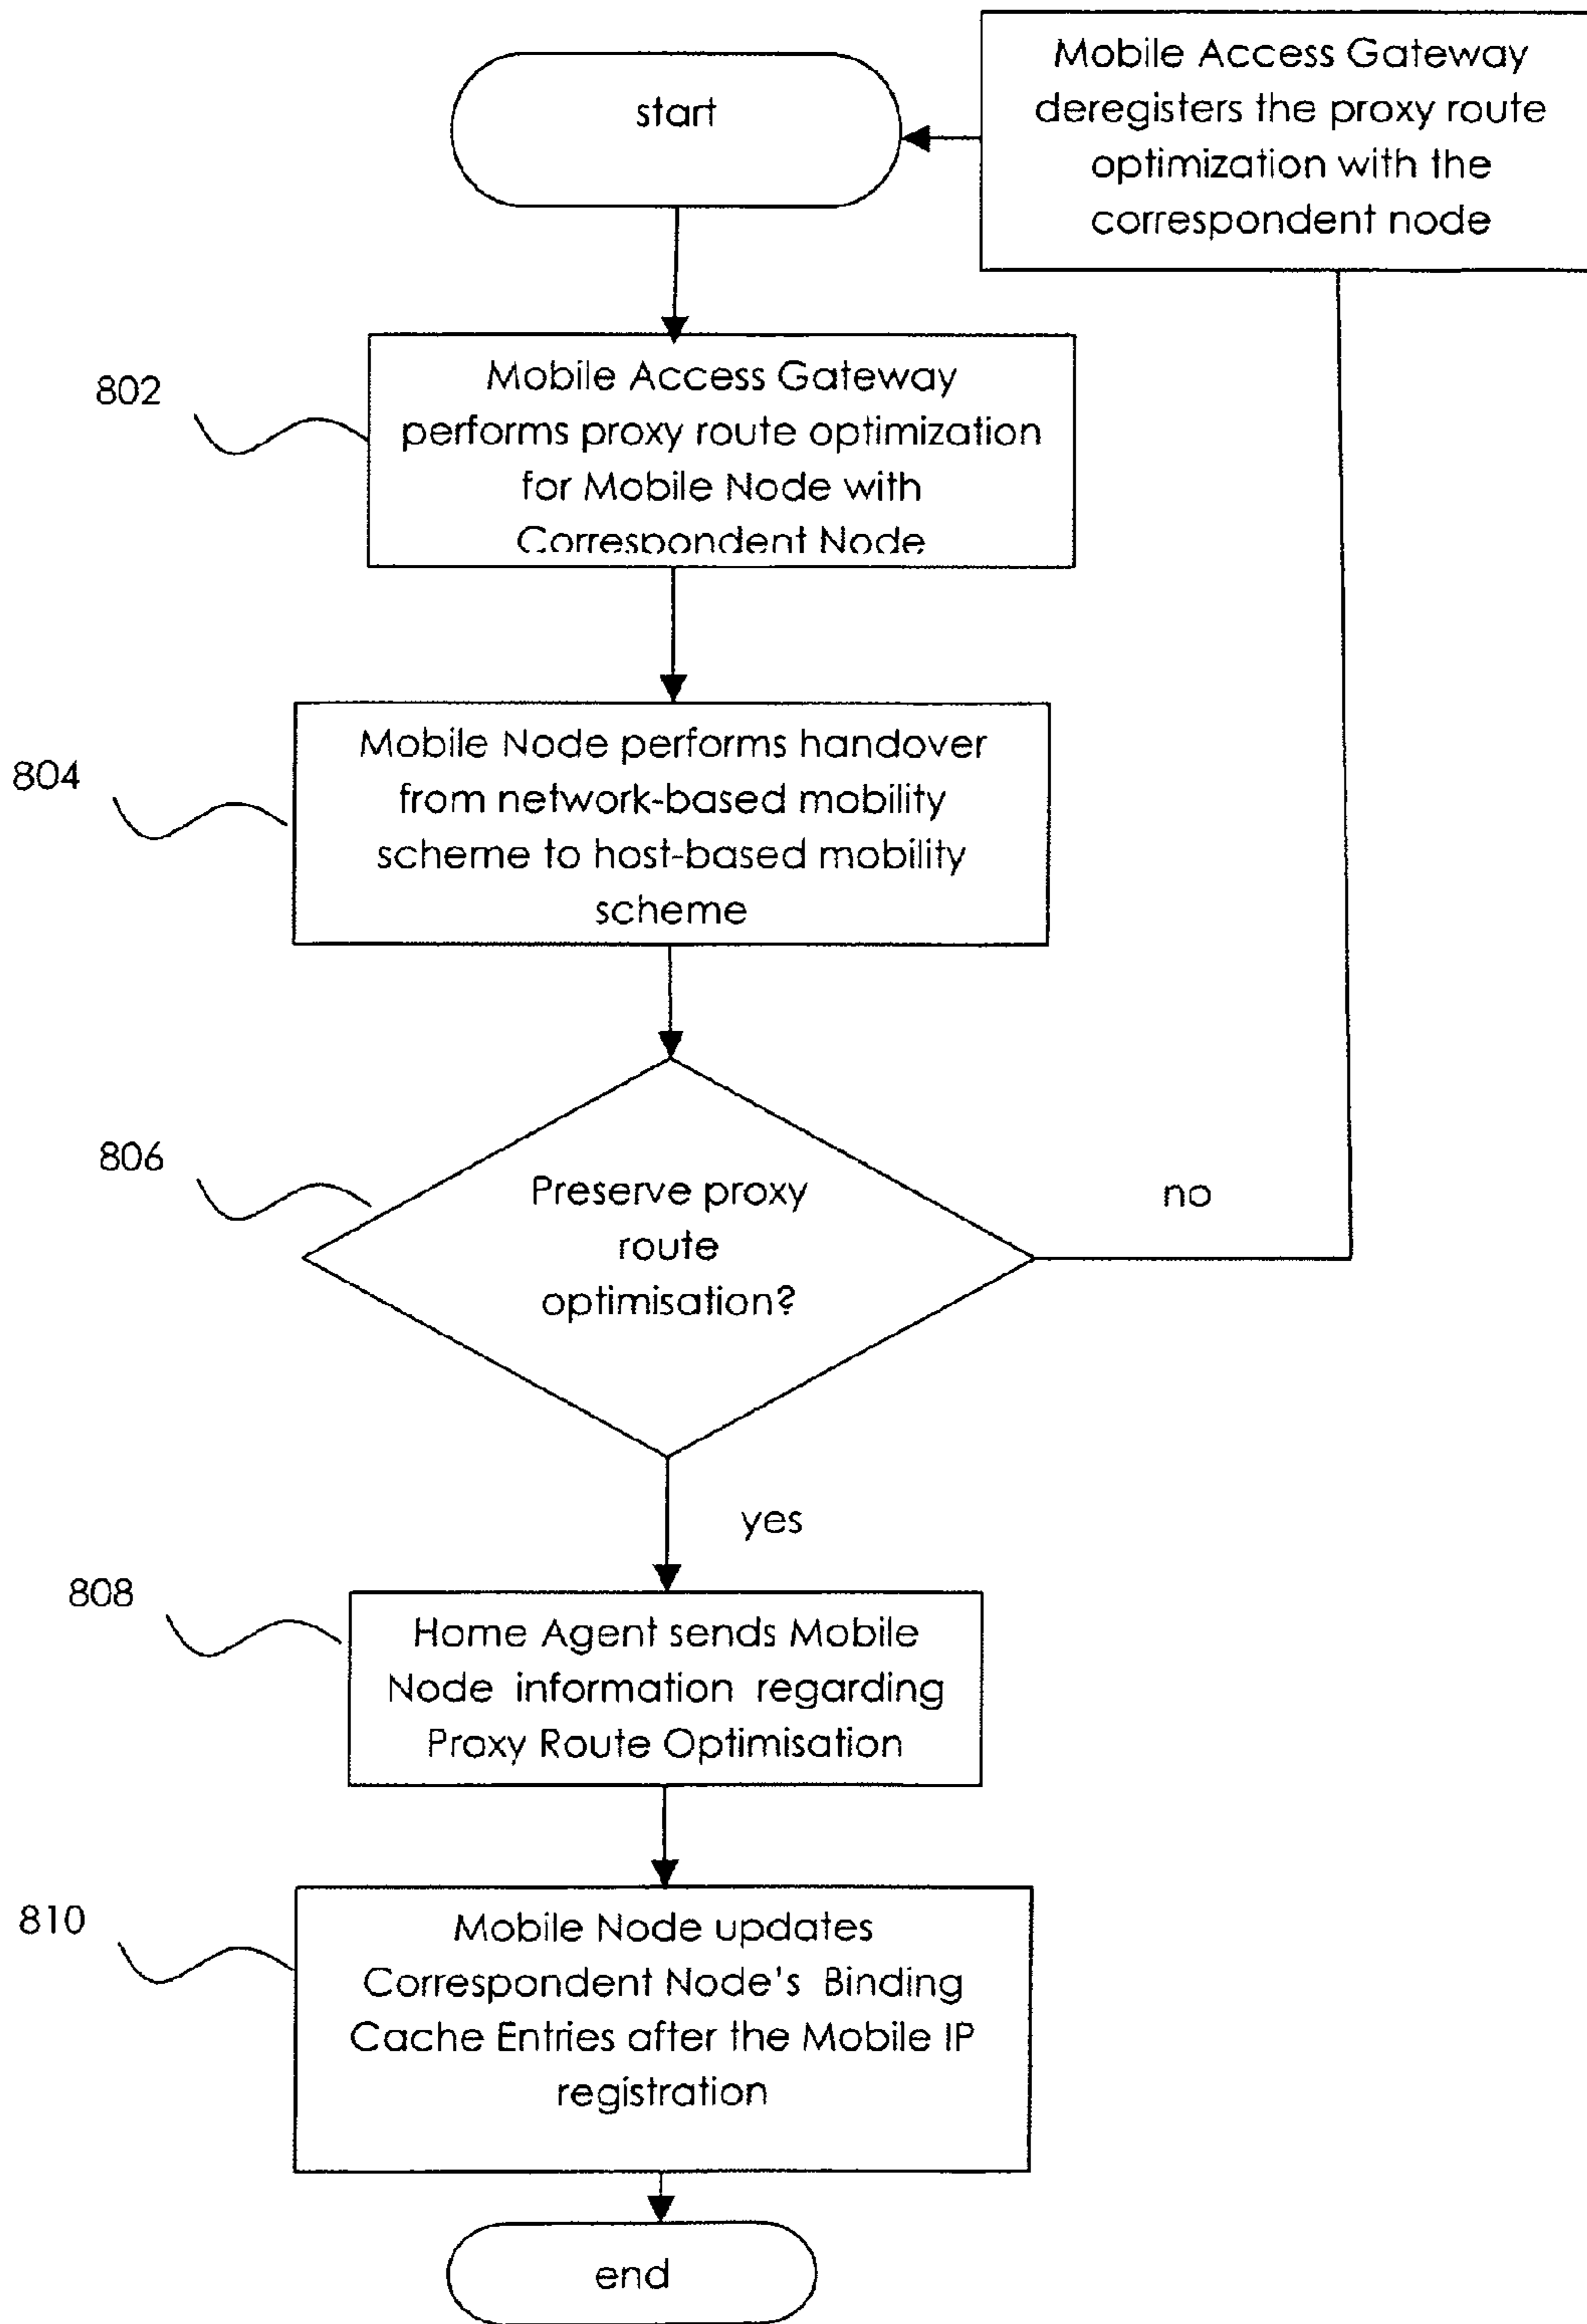 start
Mobile Access Gateway
deregisters the proxy route
optimization with the
correspondent node
802
Mobile Access Gateway
performs proxy route optimization
for Mobile Node with
Correspondent Node
804
Mobile Node performs handover
from network-based mobility
scheme to host-based mobility
scheme
806
Preserve proxy
route
optimisation?
no
yes
808
Home Agent sends Mobile
Node information regarding
Proxy Route Optimisation
810
Mobile Node updates
Correspondent Node's Binding
Cache Entries after the Mobile IP
registration
end